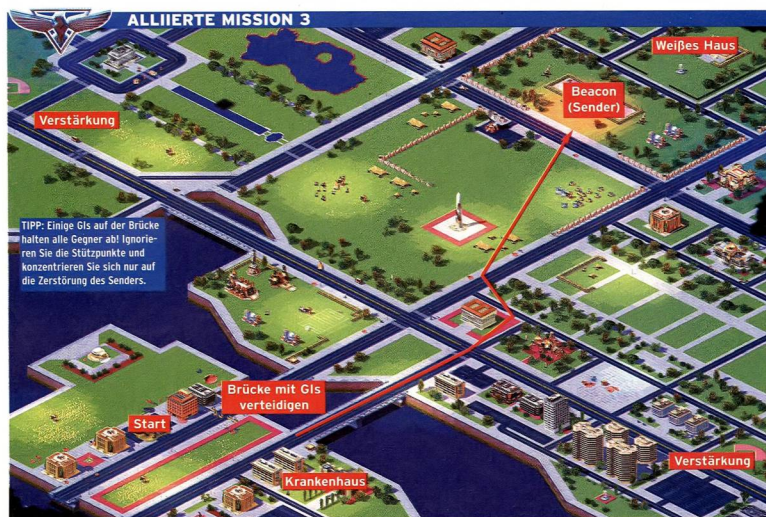 ALLIIERTE MISSION 3
Weißes Haus
Beacon
(Sender)
Verstärkung
TIPP: Einige GIs auf der Brücke
halten alle Gegner ab! Ignorie-
ren Sie die Stützpunkte und
konzentrieren Sie sich nur auf
die Zerstörung des Senders.
Brücke mit GIs
verteidigen
Start
Krankenhaus
Verstärkung